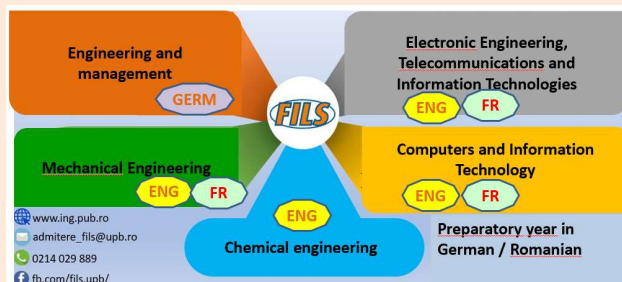 Engineering and
management
GERM
Electronic Engineering,
Telecommunications and
Information Technologies
ENG FR
FILS
Mechanical Engineering
ENG FR
Computers and Information
Technology
ENG FR
ENG
Chemical engineering
www.ing.pub.ro
admitere_fils@upb.ro
0214 029 889
fb.com/fils.upb/
Preparatory year in
German / Romanian